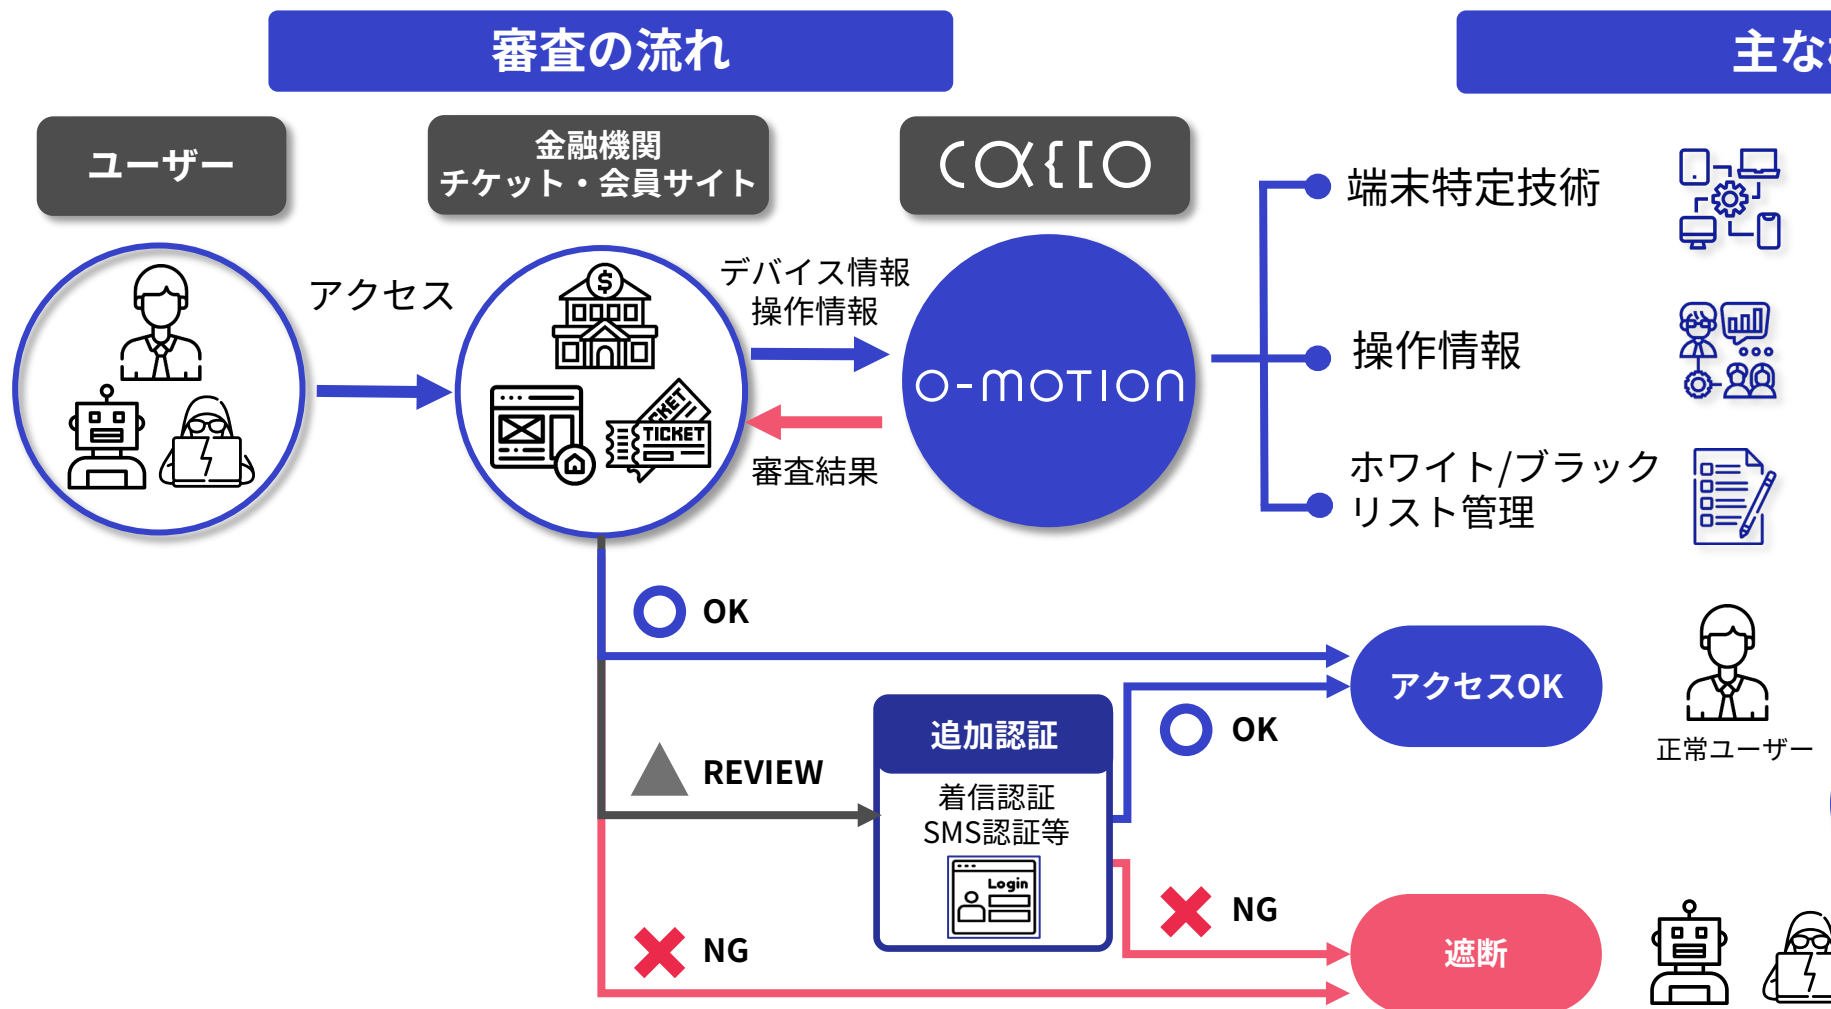 審査の流れ
主な
ユーザー
金融機関
チケット・会員サイト
CACCO
アクセス
デバイス情報
操作情報
審査結果
TICKET
TICKET
O-MOTION
端末特定技術
操作情報
ホワイト/ブラック
リスト管理
OK
アクセスOK
正常ユーザー
REVIEW
追加認証
着信認証
SMS認証等
Login
OK
NG
NG
遮断